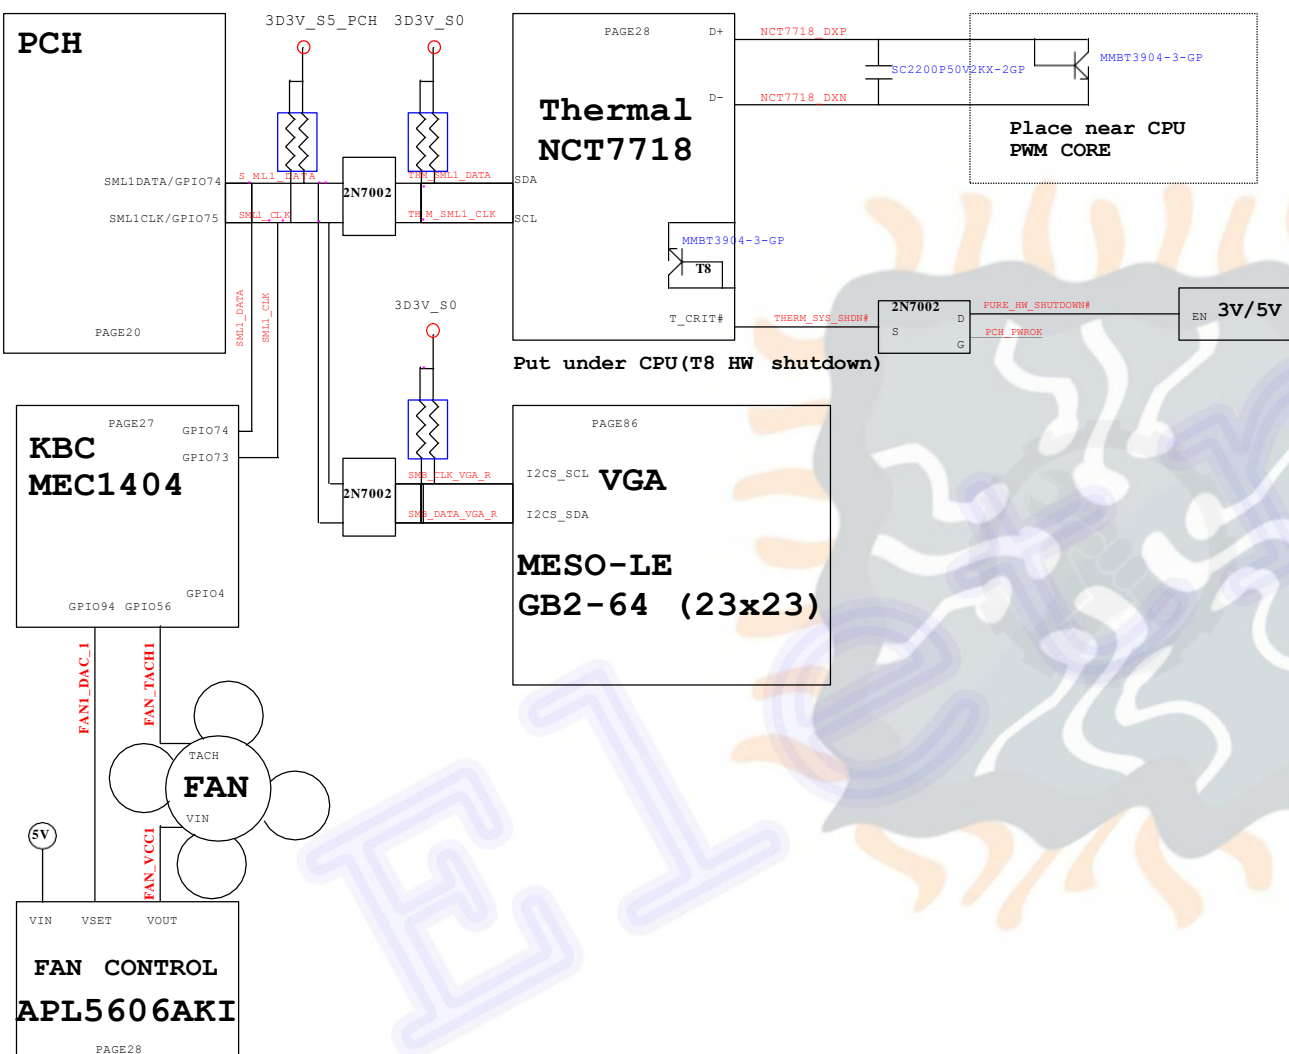 3D3V_S5_PCH 3D3V_S0
PCH
SML1DATA/GPIO74
SML1CLK/GPIO75
PAGE20
S_ML1_DATA
SML1_CLK
SML1_DATA
SML1_CLK
2N7002
THM_SML1_DATA
THM_SML1_CLK
PAGE28
D+
D-
Thermal
NCT7718
SDA
SCL
MMBT3904-3-GP
T8
T_CRIT#
Put under CPU(T8 HW shutdown)
NCT7718_DXP
NCT7718_DXN
SC2200P50V2KX-2GP
MMBT3904-3-GP
Place near CPU
PWM CORE
THERM_SYS_SHDN#
2N7002
S
D
G
PURE_HW_SHUTDOWN#
PCH_PWROK
EN 3V/5V
3D3V_S0
2N7002
SMB_CLK_VGA_R
SMB_DATA_VGA_R
PAGE86
I2CS_SCL
VGA
I2CS_SDA
MESO-LE
GB2-64 (23x23)
PAGE27
GPIO74
KBC
GPIO73
MEC1404
GPIO4
GPIO94 GPIO56
FAN1_DAC_1
FAN_TACH1
TACH
FAN
VIN
FAN_VCC1
5V
VIN VSET VOUT
FAN CONTROL
APL5606AKI
PAGE28
Ele